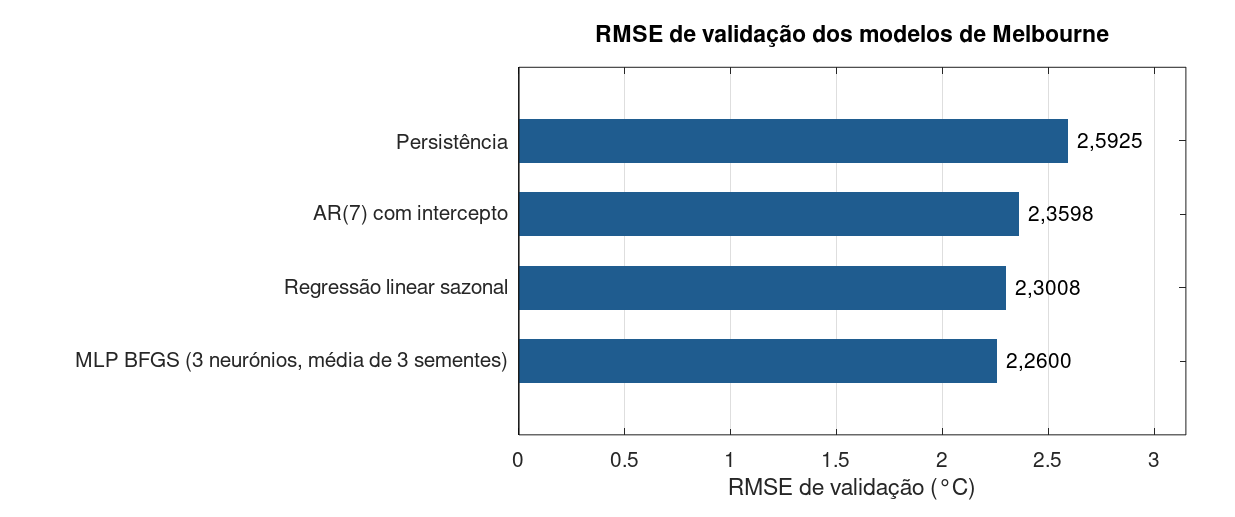 RMSE de validação dos modelos de Melbourne
Persistência
2,5925
AR(7) com intercepto
2,3598
Regressão linear sazonal
2,3008
MLP BFGS (3 neurónios, média de 3 sementes)
2,2600
0 0.5 1 1.5 2 2.5 3
RMSE de validação (°C)